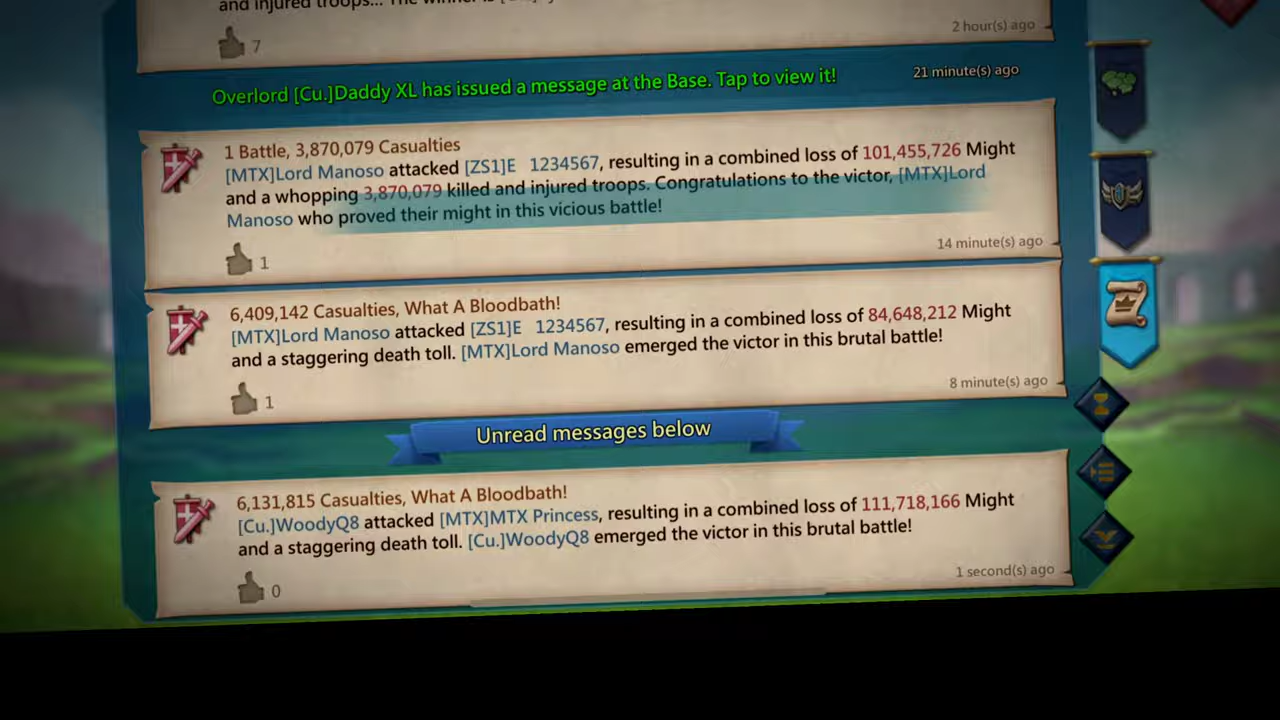 and injured troops... The winner is
7
2 hour(s) ago
Overlord [Cu.]Daddy XL has issued a message at the Base. Tap to view it!
21 minute(s) ago
1 Battle, 3,870,079 Casualties
[MTX]Lord Manoso attacked [ZS1]E 1234567, resulting in a combined loss of 101,455,726 Might
and a whopping 3,870,079 killed and injured troops. Congratulations to the victor, [MTX]Lord
Manoso who proved their might in this vicious battle!
1
14 minute(s) ago
6,409,142 Casualties, What A Bloodbath!
[MTX]Lord Manoso attacked [ZS1]E 1234567, resulting in a combined loss of 84,648,212 Might
and a staggering death toll. [MTX]Lord Manoso emerged the victor in this brutal battle!
1
8 minute(s) ago
Unread messages below
6,131,815 Casualties, What A Bloodbath!
[Cu.]WoodyQ8 attacked [MTX]MTX Princess, resulting in a combined loss of 111,718,166 Might
and a staggering death toll. [Cu.]WoodyQ8 emerged the victor in this brutal battle!
0
1 second(s) ago